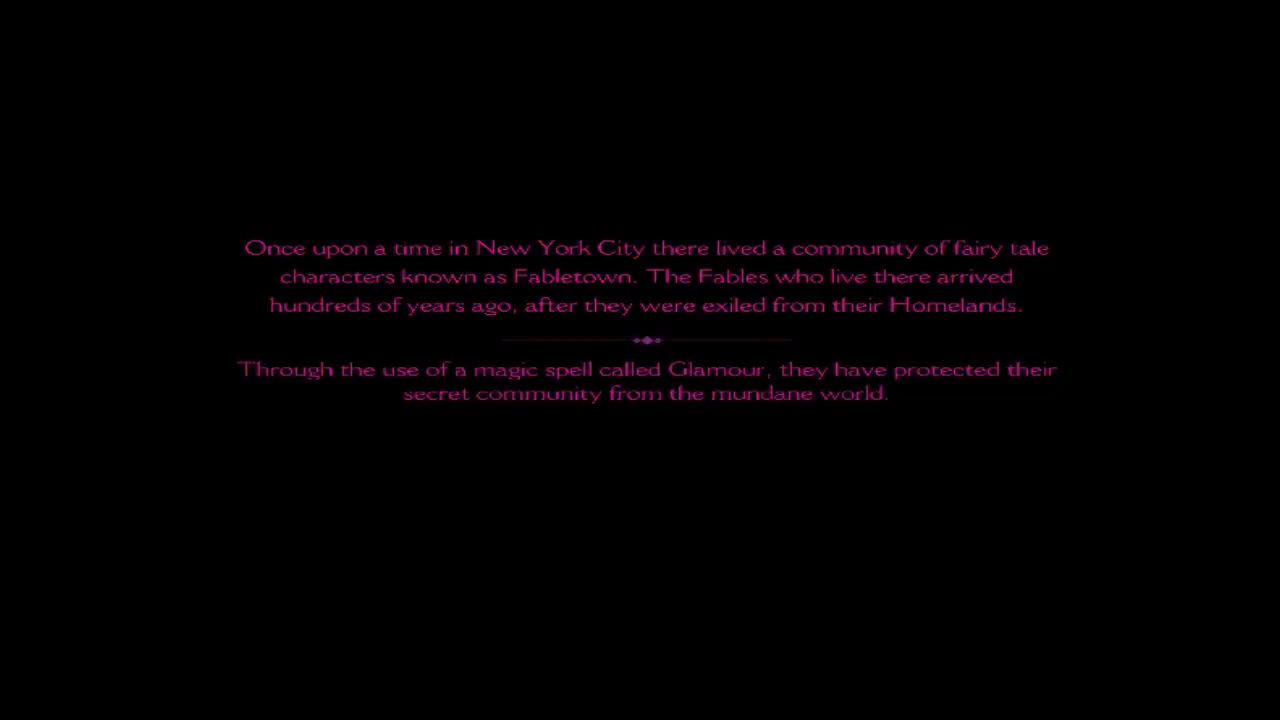 Once upon a time in New York City there lived a community of fairy tale
characters known as Fabletown. The Fables who live there arrived
hundreds of years ago, after they were exiled from their Homelands.
Through the use of a magic spell called Glamour, they have protected their
secret community from the mundane world.